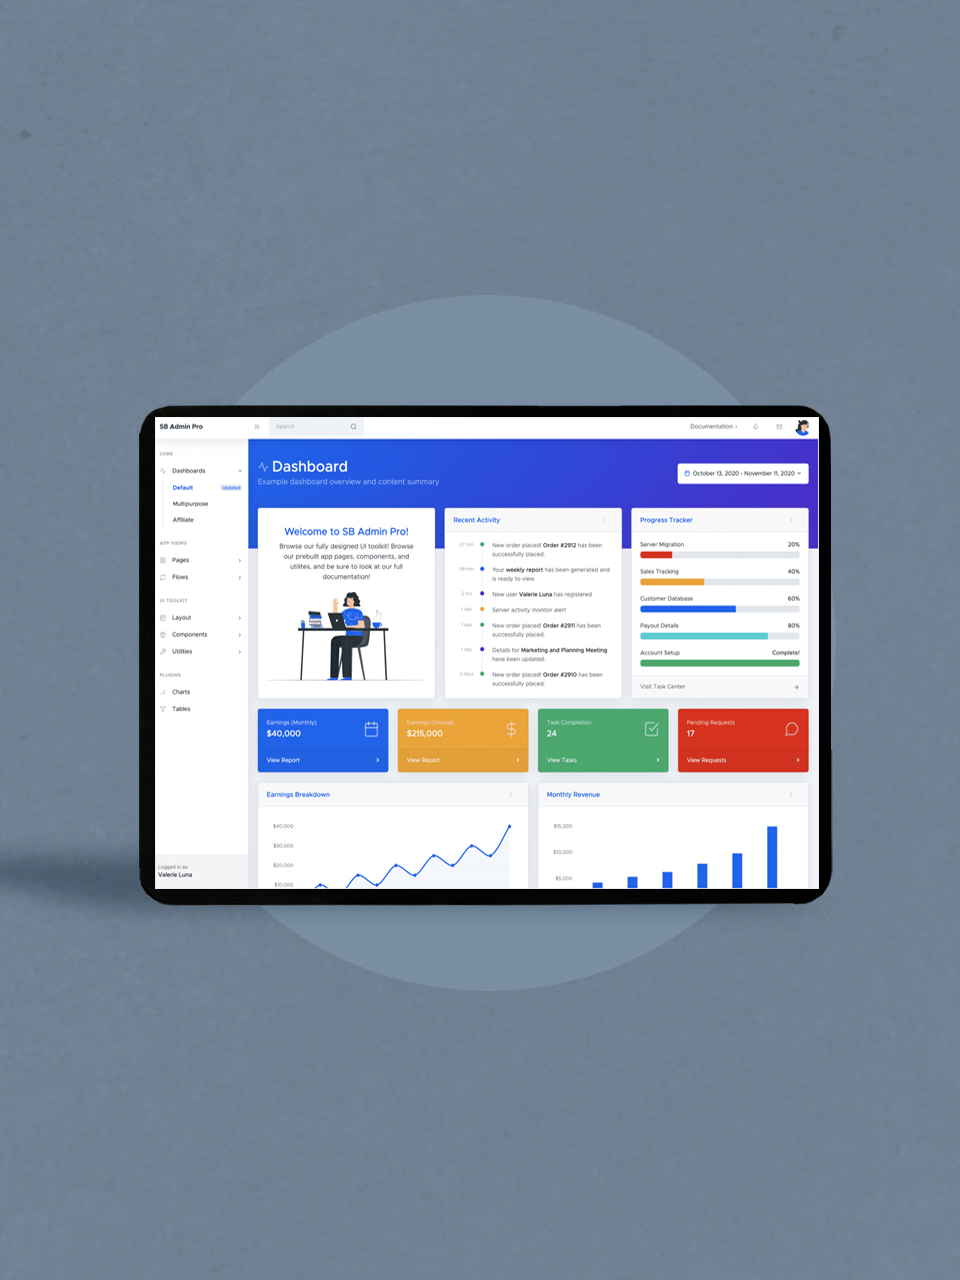 SB Admin Pro
Search
Documentation
CORE
Dashboards
Default
Updated
Multipurpose
Affiliate
APP VIEWS
Pages
Flows
UI TOOLKIT
Layout
Components
Utilities
PLUGINS
Charts
Tables
Logged in as:
Valerie Luna
Dashboard
Example dashboard overview and content summary
October 13, 2020 - November 11, 2020
Welcome to SB Admin Pro!
Browse our fully designed UI toolkit! Browse
our prebuilt app pages, components, and
utilites, and be sure to look at our full
documentation!
Recent Activity
27 min
New order placed! Order #2912 has been
successfully placed.
58 min
Your weekly report has been generated and
is ready to view.
2 hrs
New user Valerie Luna has registered
1 day
Server activity monitor alert
1 day
New order placed! Order #2911 has been
successfully placed.
1 day
Details for Marketing and Planning Meeting
have been updated.
2 days
New order placed! Order #2910 has been
successfully placed.
Progress Tracker
Server Migration 20%
Sales Tracking 40%
Customer Database 60%
Payout Details 80%
Account Setup Complete!
Visit Task Center
Earnings (Monthly)
$40,000
View Report
Earnings (Annual)
$215,000
View Report
Task Completion
24
View Tasks
Pending Requests
17
View Requests
Earnings Breakdown
$40,000
$30,000
$20,000
$10,000
Monthly Revenue
$15,000
$10,000
$5,000